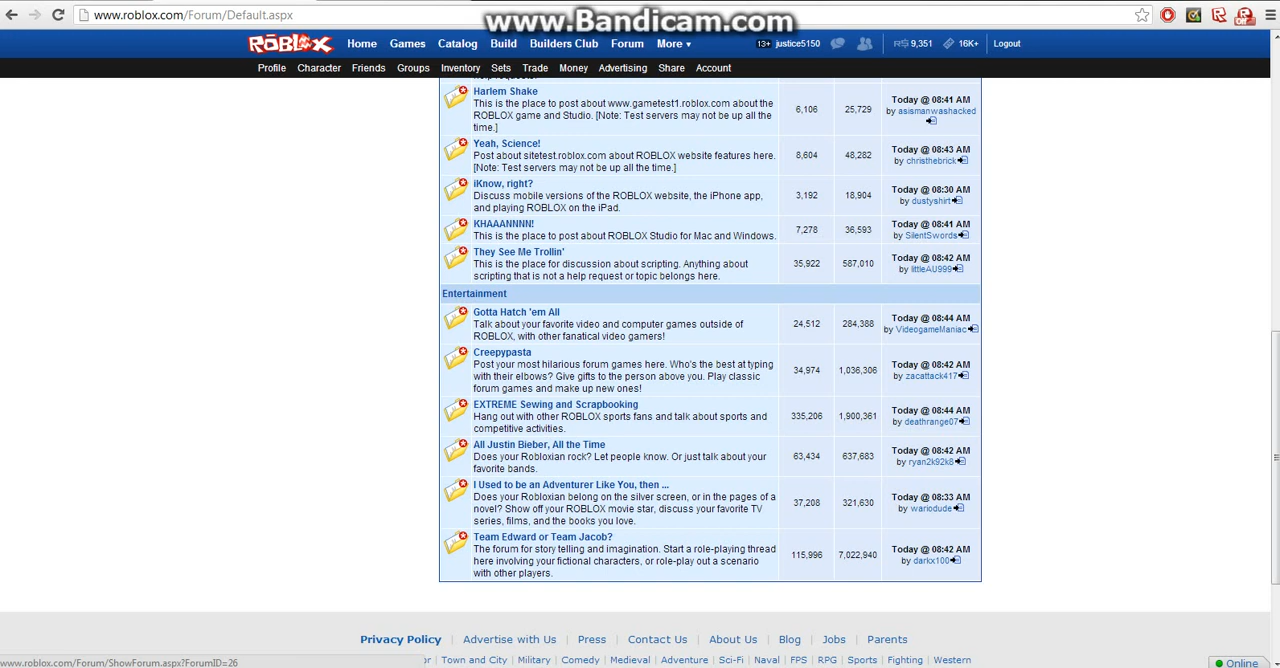 www.roblox.com/Forum/Default.aspx
www.Bandicam.com
Off
ROBLOX Home Games Catalog Build Builders Club Forum More ▾ 13+ justice5150 R$ 9,351 16K+ Logout
Profile Character Friends Groups Inventory Sets Trade Money Advertising Share Account
help requests!
Harlem Shake
This is the place to post about www.gametest1.roblox.com about the
ROBLOX game and Studio. [Note: Test servers may not be up all the
time.]
6,106 25,729 Today @ 08:41 AM
by asismanwashacked
Yeah, Science!
Post about sitetest.roblox.com about ROBLOX website features here.
[Note: Test servers may not be up all the time.]
8,604 48,282 Today @ 08:43 AM
by christhebrick
iKnow, right?
Discuss mobile versions of the ROBLOX website, the iPhone app,
and playing ROBLOX on the iPad.
3,192 18,904 Today @ 08:30 AM
by dustyshirt
KHAAANNNN!
This is the place to post about ROBLOX Studio for Mac and Windows.
7,278 36,593 Today @ 08:41 AM
by SilentSwords
They See Me Trollin'
This is the place for discussion about scripting. Anything about
scripting that is not a help request or topic belongs here.
35,922 587,010 Today @ 08:42 AM
by littleAU999
Entertainment
Gotta Hatch 'em All
Talk about your favorite video and computer games outside of
ROBLOX, with other fanatical video gamers!
24,512 284,388 Today @ 08:44 AM
by VideogameManiac
Creepypasta
Post your most hilarious forum games here. Who's the best at typing
with their elbows? Give gifts to the person above you. Play classic
forum games and make up new ones!
34,974 1,036,306 Today @ 08:42 AM
by zacattack417
EXTREME Sewing and Scrapbooking
Hang out with other ROBLOX sports fans and talk about sports and
competitive activities.
335,206 1,900,361 Today @ 08:44 AM
by deathrange07
All Justin Bieber, All the Time
Does your Robloxian rock? Let people know. Or just talk about your
favorite bands.
63,434 637,683 Today @ 08:42 AM
by ryan2k92k8
I Used to be an Adventurer Like You, then ...
Does your Robloxian belong on the silver screen, or in the pages of a
novel? Show off your ROBLOX movie star, discuss your favorite TV
series, films, and the books you love.
37,208 321,630 Today @ 08:33 AM
by wariodude
Team Edward or Team Jacob?
The forum for story telling and imagination. Start a role-playing thread
here involving your fictional characters, or role-play out a scenario
with other players.
115,996 7,022,940 Today @ 08:42 AM
by darkx100
Privacy Policy | Advertise with Us | Press | Contact Us | About Us | Blog | Jobs | Parents
www.roblox.com/Forum/ShowForum.aspx?ForumID=26
or | Town and City | Military | Comedy | Medieval | Adventure | Sci-Fi | Naval | FPS | RPG | Sports | Fighting | Western
Online